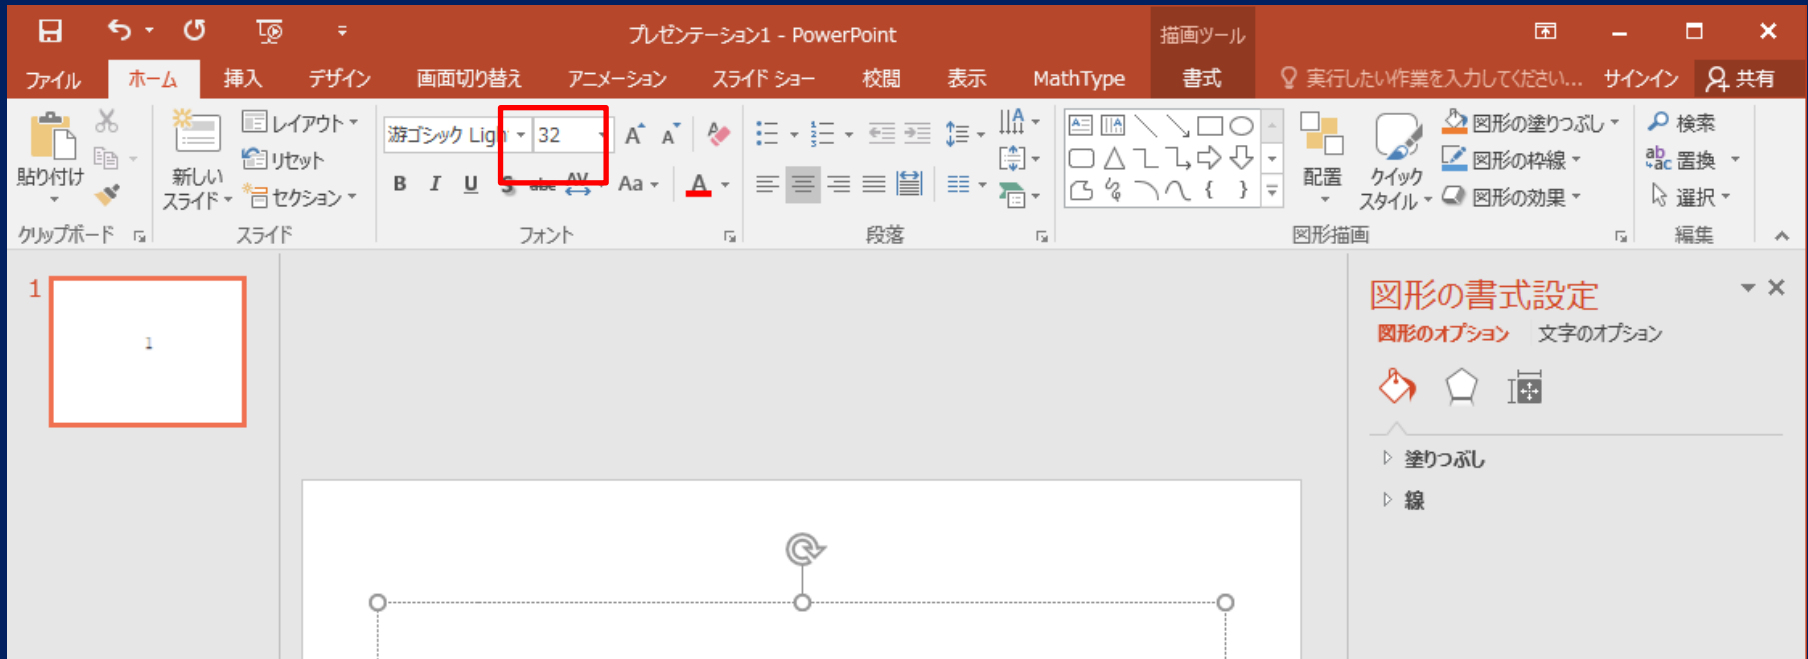 プレゼンテーション1 - PowerPoint
描画ツール
ファイル ホーム 挿入 デザイン 画面切り替え アニメーション スライド ショー 校閲 表示 MathType 書式 実行したい作業を入力してください... サインイン 共有
貼り付け
新しい
スライド
レイアウト
リセット
セクション
游ゴシック Ligh 32 A A
B I U S abc AV Aa A
配置
クイック
スタイル
図形の塗りつぶし
図形の枠線
図形の効果
検索
置換
選択
クリップボード スライド フォント 段落 図形描画 編集
1
1
図形の書式設定
図形のオプション 文字のオプション
塗りつぶし
線